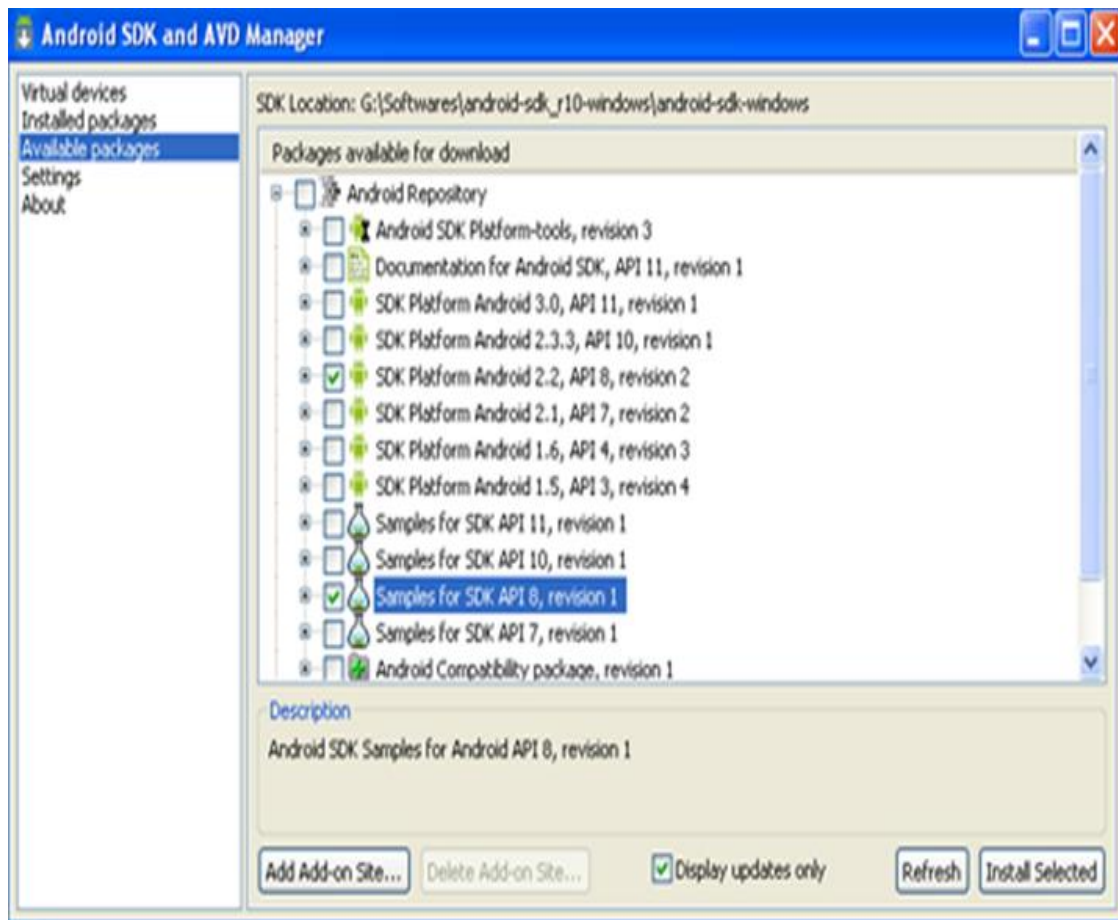 Android SDK and AVD Manager
Virtual devices
Installed packages
Available packages
Settings
About
SDK Location: G:\Softwares\android-sdk_r10-windows\android-sdk-windows
Packages available for download
Android Repository
Android SDK Platform-tools, revision 3
Documentation for Android SDK, API 11, revision 1
SDK Platform Android 3.0, API 11, revision 1
SDK Platform Android 2.3.3, API 10, revision 1
SDK Platform Android 2.2, API 8, revision 2
SDK Platform Android 2.1, API 7, revision 2
SDK Platform Android 1.6, API 4, revision 3
SDK Platform Android 1.5, API 3, revision 4
Samples for SDK API 11, revision 1
Samples for SDK API 10, revision 1
Samples for SDK API 8, revision 1
Samples for SDK API 7, revision 1
Android Compatibility package, revision 1
Description
Android SDK Samples for Android API 8, revision 1
Add Add-on Site... Delete Add-on Site... Display updates only Refresh Install Selected